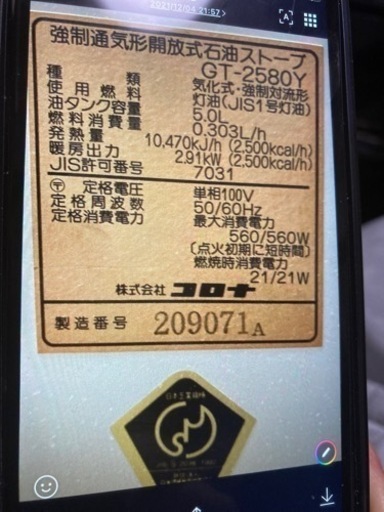 2021/12/04 21:57 >
強制通気形開放式石油ストーブ
GT-2580Y
種類 気化式・強制対流形
使用燃料 灯油(JIS1号灯油)
油タンク容量 5.0L
燃料消費量 0.303L/h
発熱量 10,470kJ/h (2,500kcal/h)
暖房出力 2.91kW (2,500kcal/h)
JIS許可番号 7031
〒 定格電圧 単相100V
定格周波数 50/60Hz
定格消費電力 最大消費電力
560/560W
(点火初期に短時間)
燃焼時消費電力
21/21W
株式会社 コロナ
製造番号 209071A